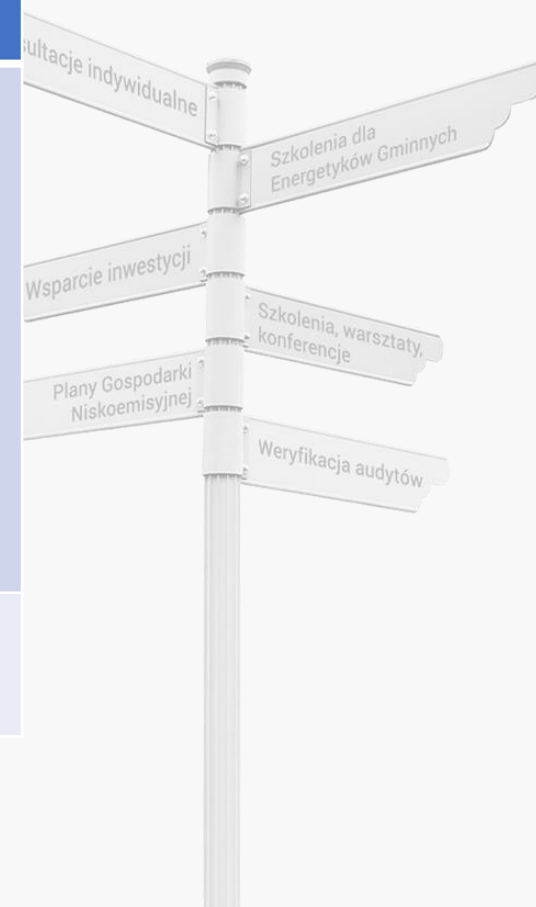 ultacje indywidualne
Szkolenia dla
Energetyków Gminnych
Wsparcie inwestycji
Szkolenia, warsztaty,
konferencje
Plany Gospodarki
Niskoemisyjnej
Weryfikacja audytów